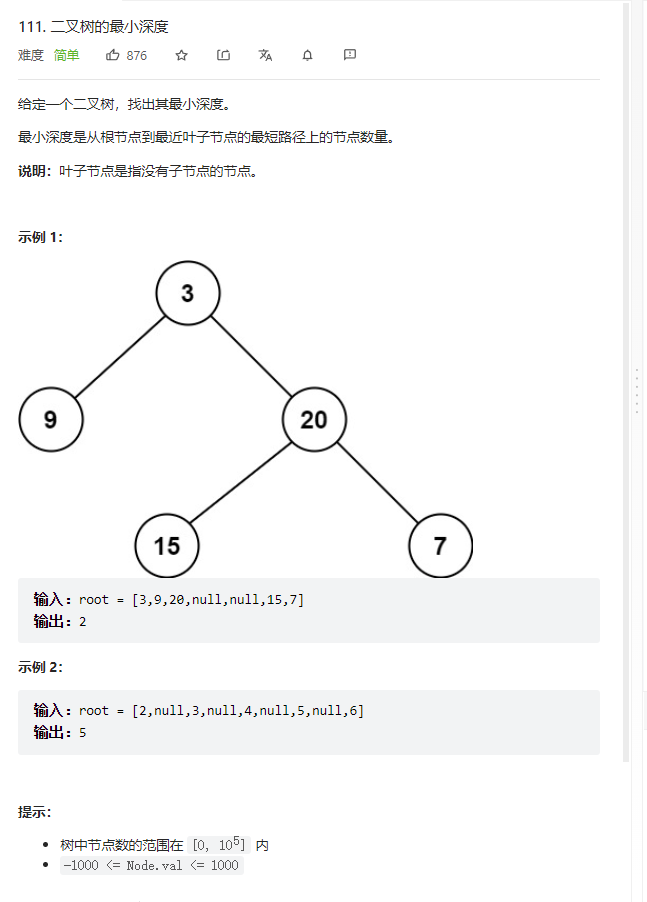 111. 二叉树的最小深度
难度 简单 876
给定一个二叉树，找出其最小深度。
最小深度是从根节点到最近叶子节点的最短路径上的节点数量。
说明：叶子节点是指没有子节点的节点。
示例 1：
3
9 20
15 7
输入：root = [3,9,20,null,null,15,7]
输出：2
示例 2：
输入：root = [2,null,3,null,4,null,5,null,6]
输出：5
提示：
• 树中节点数的范围在 [0, 10⁵] 内
• -1000 <= Node.val <= 1000